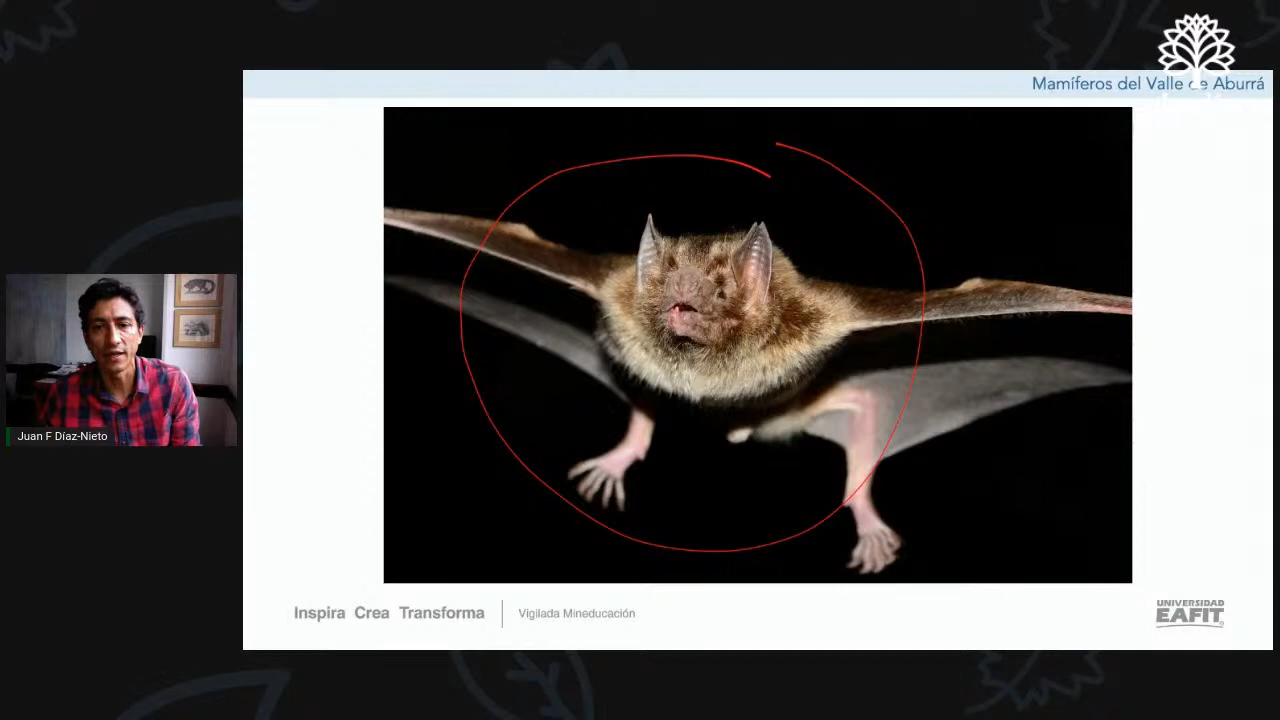 Mamíferos del Valle de Aburrá
Juan F Díaz-Nieto
Inspira Crea Transforma
Vigilada Mineducación
UNIVERSIDAD
EAFIT